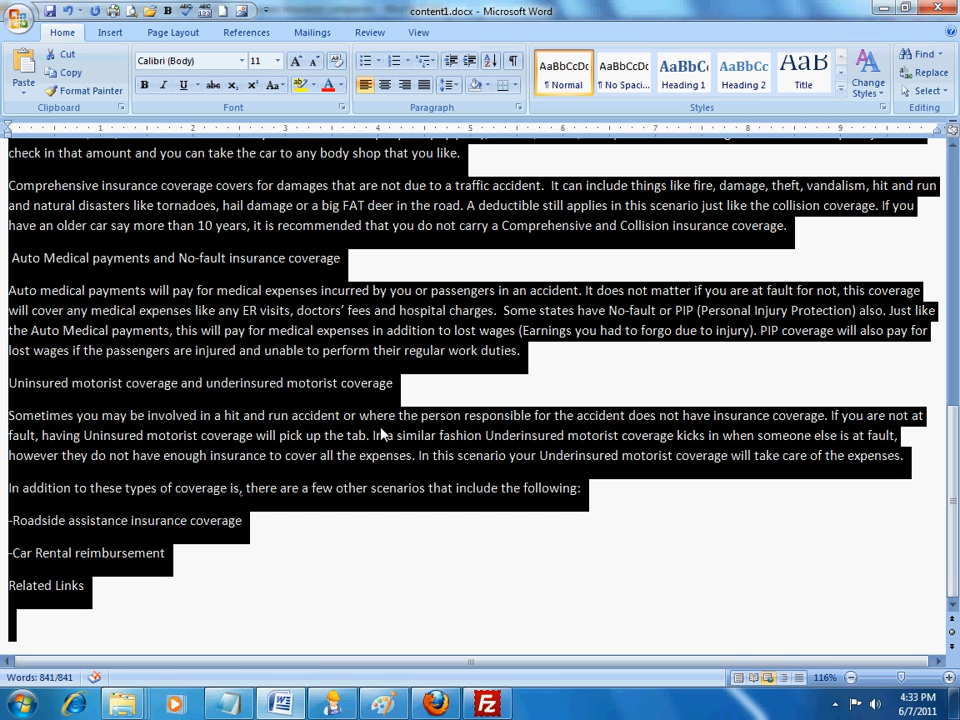 content1.docx - Microsoft Word
Home Insert Page Layout References Mailings Review View
Paste
Cut
Copy
Format Painter
Clipboard
Calibri (Body) 11
B I U abc X₂ X² Aa
Font
Paragraph
AaBbCcDc AaBbCcDc AaBbC AaBbCc AaB
¶ Normal ¶ No Spaci... Heading 1 Heading 2 Title
Change Styles
Styles
Find
Replace
Select
Editing
1 2 3 4 5 6 7 8 9
check in that amount and you can take the car to any body shop that you like.
Comprehensive insurance coverage covers for damages that are not due to a traffic accident. It can include things like fire, damage, theft, vandalism, hit and run
and natural disasters like tornadoes, hail damage or a big FAT deer in the road. A deductible still applies in this scenario just like the collision coverage. If you
have an older car say more than 10 years, it is recommended that you do not carry a Comprehensive and Collision insurance coverage.
Auto Medical payments and No-fault insurance coverage
Auto medical payments will pay for medical expenses incurred by you or passengers in an accident. It does not matter if you are at fault for not, this coverage
will cover any medical expenses like any ER visits, doctors’ fees and hospital charges. Some states have No-fault or PIP (Personal Injury Protection) also. Just like
the Auto Medical payments, this will pay for medical expenses in addition to lost wages (Earnings you had to forgo due to injury). PIP coverage will also pay for
lost wages if the passengers are injured and unable to perform their regular work duties.
Uninsured motorist coverage and underinsured motorist coverage
Sometimes you may be involved in a hit and run accident or where the person responsible for the accident does not have insurance coverage. If you are not at
fault, having Uninsured motorist coverage will pick up the tab. In a similar fashion Underinsured motorist coverage kicks in when someone else is at fault,
however they do not have enough insurance to cover all the expenses. In this scenario your Underinsured motorist coverage will take care of the expenses.
In addition to these types of coverage is, there are a few other scenarios that include the following:
-Roadside assistance insurance coverage
-Car Rental reimbursement
Related Links
Words: 841/841
116%
4:33 PM
6/7/2011